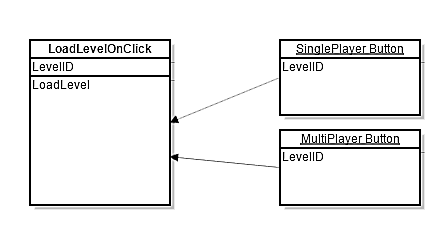 LoadLevelOnClick
LevelID
LoadLevel
SinglePlayer Button
LevelID
MultiPlayer Button
LevelID